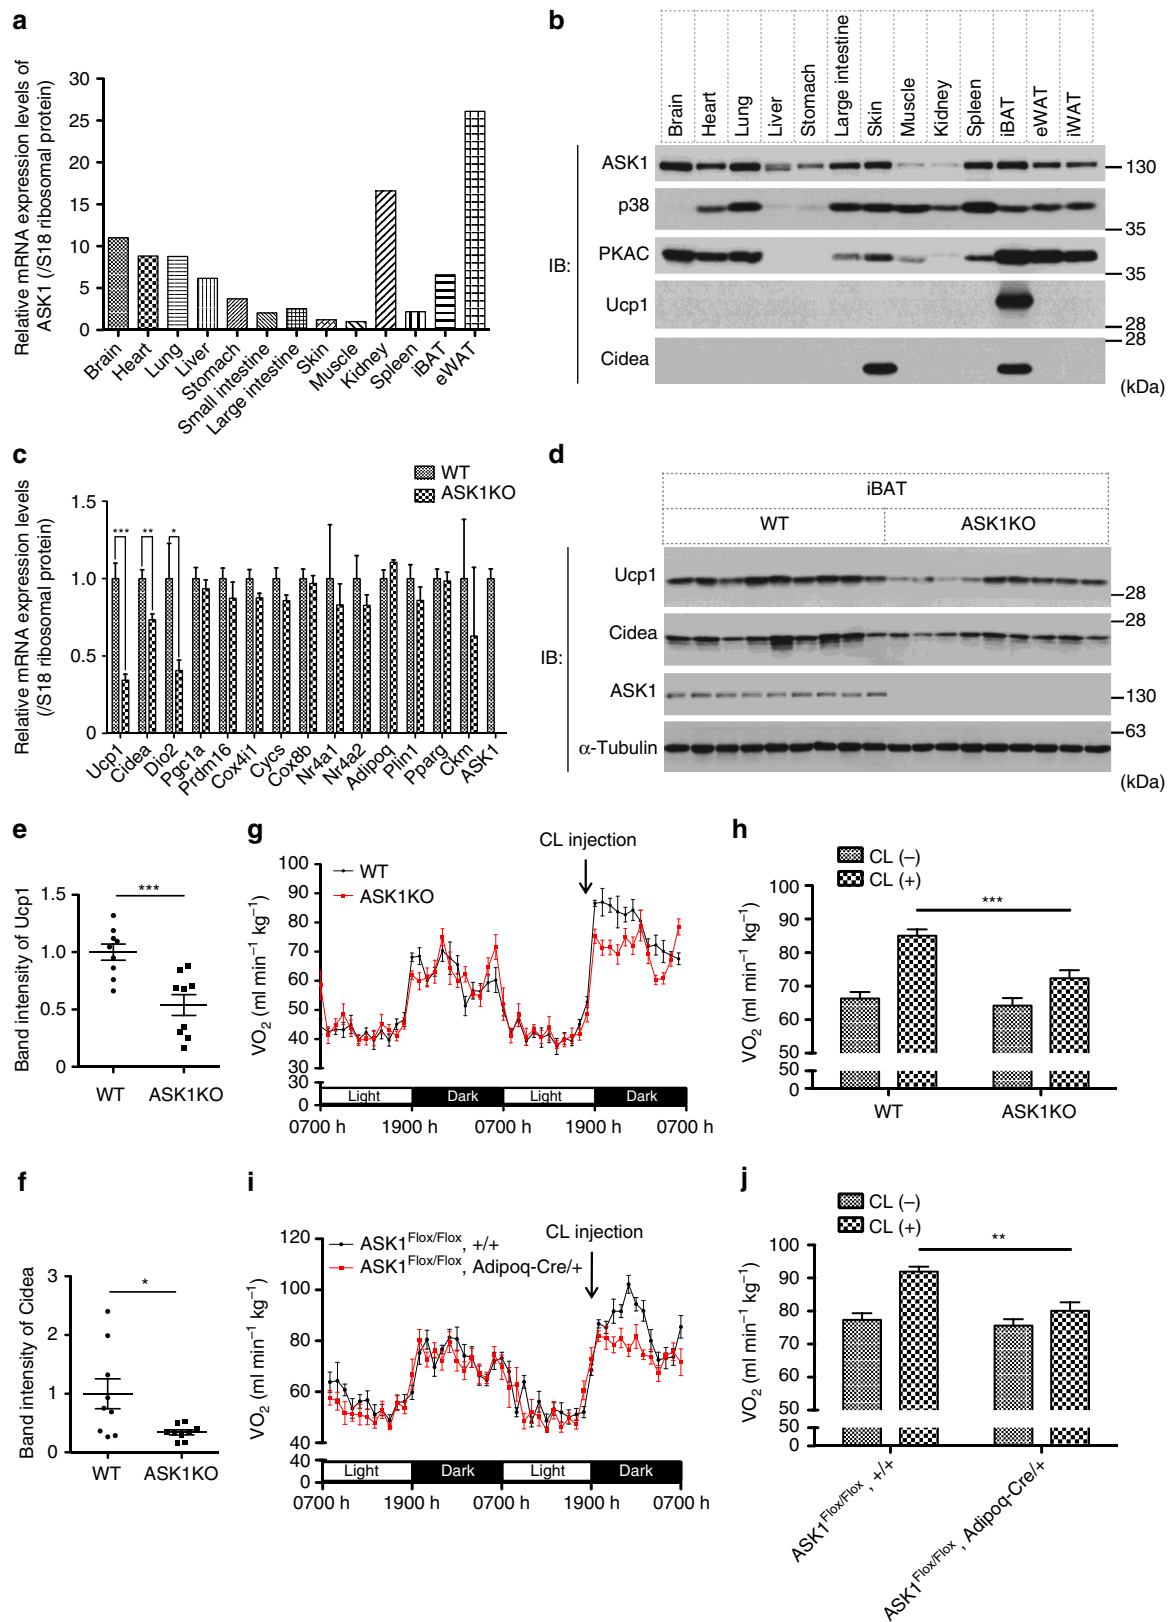 a
Relative mRNA expression levels of
ASK1 (/S18 ribosomal protein)
30
25
20
15
10
5
0
Brain
Heart
Lung
Liver
Stomach
Small intestine
Large intestine
Skin
Muscle
Kidney
Spleen
iBAT
eWAT
b
Brain
Heart
Lung
Liver
Stomach
Large intestine
Skin
Muscle
Kidney
Spleen
iBAT
eWAT
iWAT
IB:
ASK1
130
p38
35
PKAC
35
Ucp1
28
28
Cidea
(kDa)
c
WT
ASK1KO
Relative mRNA expression levels
(/S18 ribosomal protein)
1.5
1.0
0.5
0
*** ** *
Ucp1
Cidea
Dio2
Pgc1a
Prdm16
Cox4i1
Cycs
Cox8b
Nr4a1
Nr4a2
Adipoq
Plin1
Pparg
Ckm
ASK1
d
iBAT
WT ASK1KO
IB:
Ucp1
28
28
Cidea
ASK1
130
63
α-Tubulin
(kDa)
e
Band intensity of Ucp1
1.5
1.0
0.5
0
***
WT ASK1KO
f
Band intensity of Cidea
3
2
1
0
*
WT ASK1KO
g
CL injection
WT
ASK1KO
VO2 (ml min−1 kg−1)
100
90
80
70
60
50
40
30
30
0
Light Dark Light Dark
0700 h 1900 h 0700 h 1900 h 0700 h
h
CL (−)
CL (+)
VO2 (ml min−1 kg−1)
100
90
80
70
60
50
50
0
***
WT ASK1KO
i
CL injection
ASK1Flox/Flox, +/+
ASK1Flox/Flox, Adipoq-Cre/+
VO2 (ml min−1 kg−1)
120
100
80
60
40
40
0
Light Dark Light Dark
0700 h 1900 h 0700 h 1900 h 0700 h
j
CL (−)
CL (+)
VO2 (ml min−1 kg−1)
100
90
80
70
60
50
50
0
**
ASK1Flox/Flox, +/+
ASK1Flox/Flox, Adipoq-Cre/+